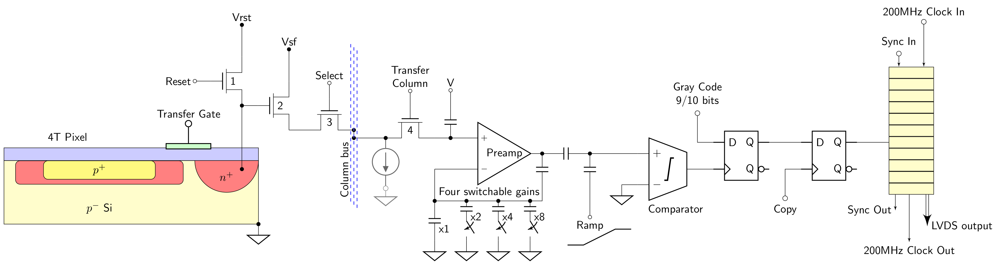 Vrst
Reset
1
Vsf
2
Select
3
Transfer Gate
4T Pixel
p⁺
n⁺
p⁻ Si
Column bus
Transfer
Column
4
V
+
−
Preamp
Four switchable gains
x1
x2
x4
x8
Ramp
+
−
Comparator
Gray Code
9/10 bits
D
Q
Q
Copy
D
Q
Q
200MHz Clock In
Sync In
Sync Out
LVDS output
200MHz Clock Out